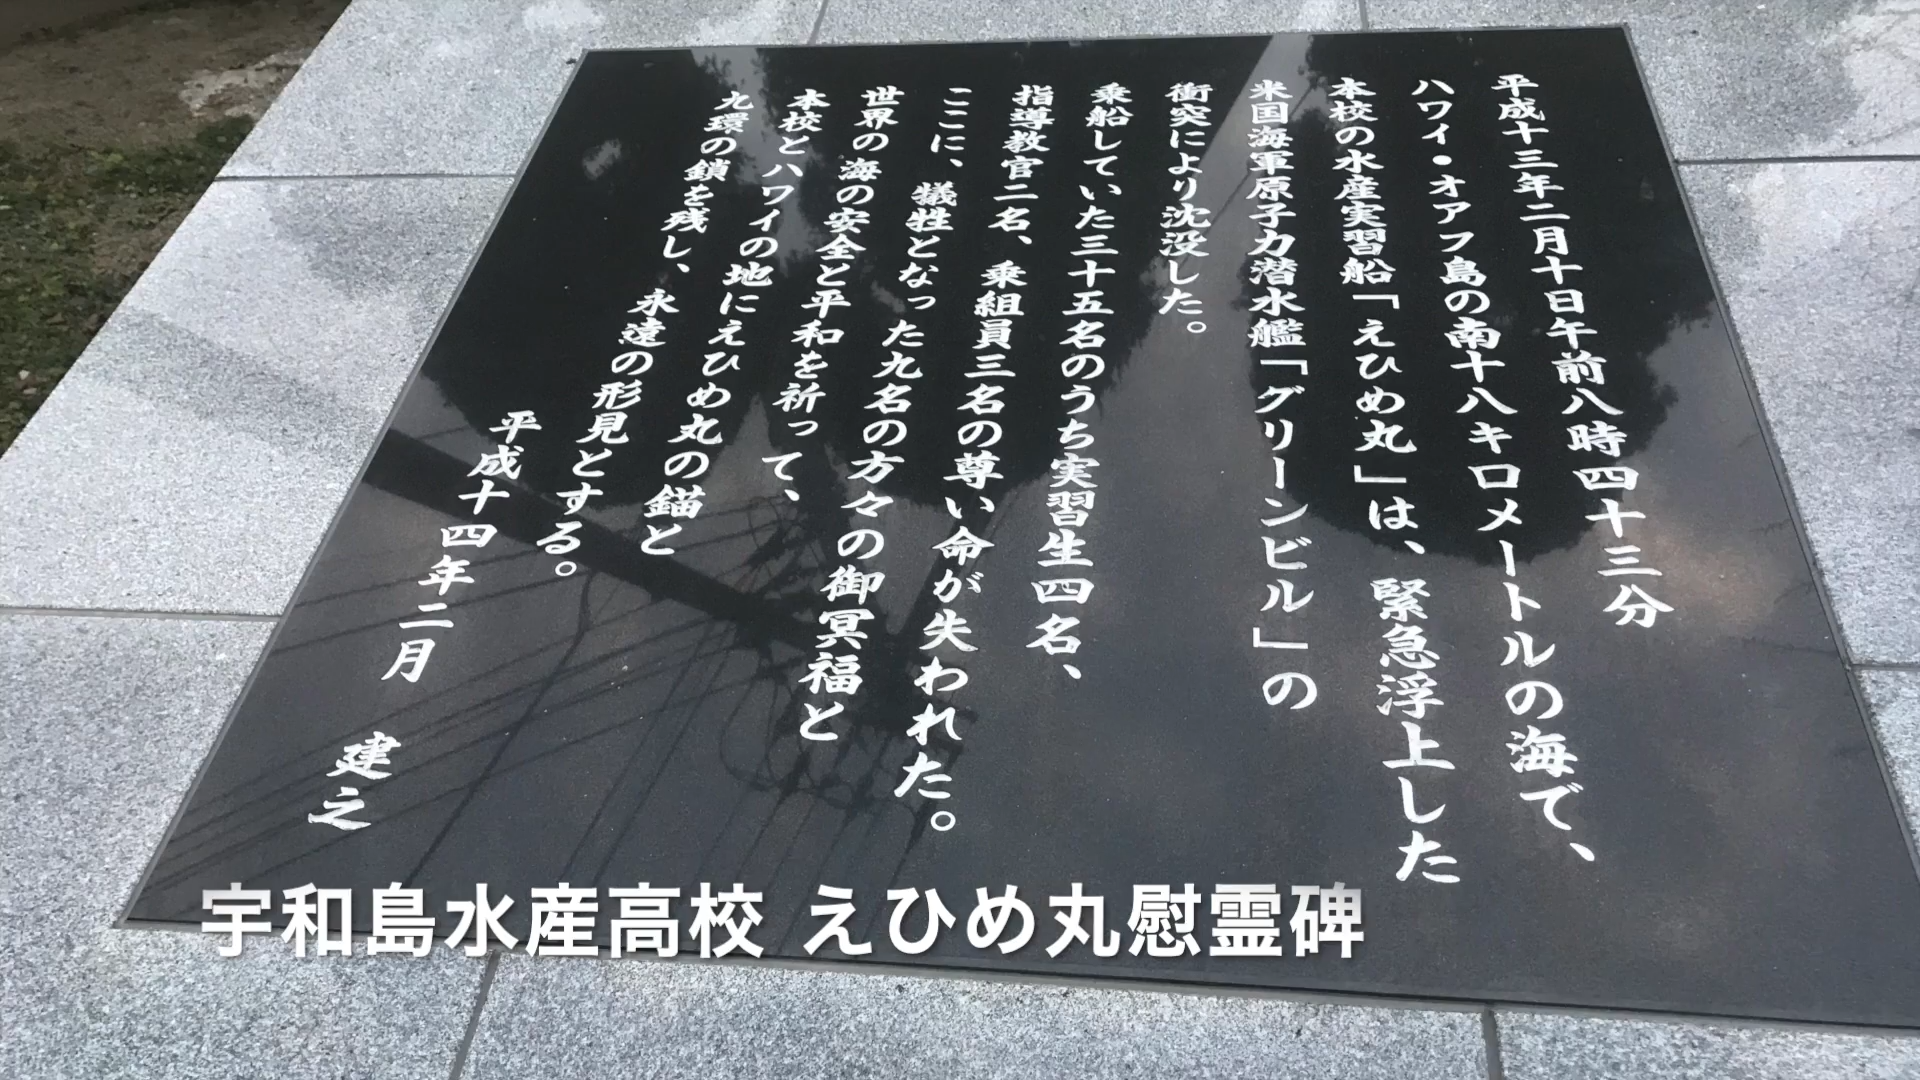 平成十三年二月十日午前八時四十三分
ハワイ・オアフ島の南十八キロメートルの海で、
本校の水産実習船「えひめ丸」は、緊急浮上した
米国海軍原子力潜水艦「グリーンビル」の
衝突により沈没した。
乗船していた三十五名のうち実習生四名、
指導教官二名、乗組員三名の尊い命が失われた。
ここに、犠牲となった九名の方々の御冥福と
世界の海の安全と平和を祈って、
本校とハワイの地にえひめ丸の錨と
九環の鎖を残し、永遠の形見とする。
平成十四年二月 建之
宇和島水産高校 えひめ丸慰霊碑